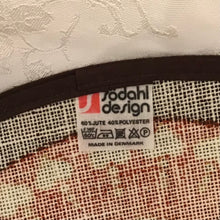 södahl
design
60% JUTE 40% POLYESTER
MADE IN DENMARK